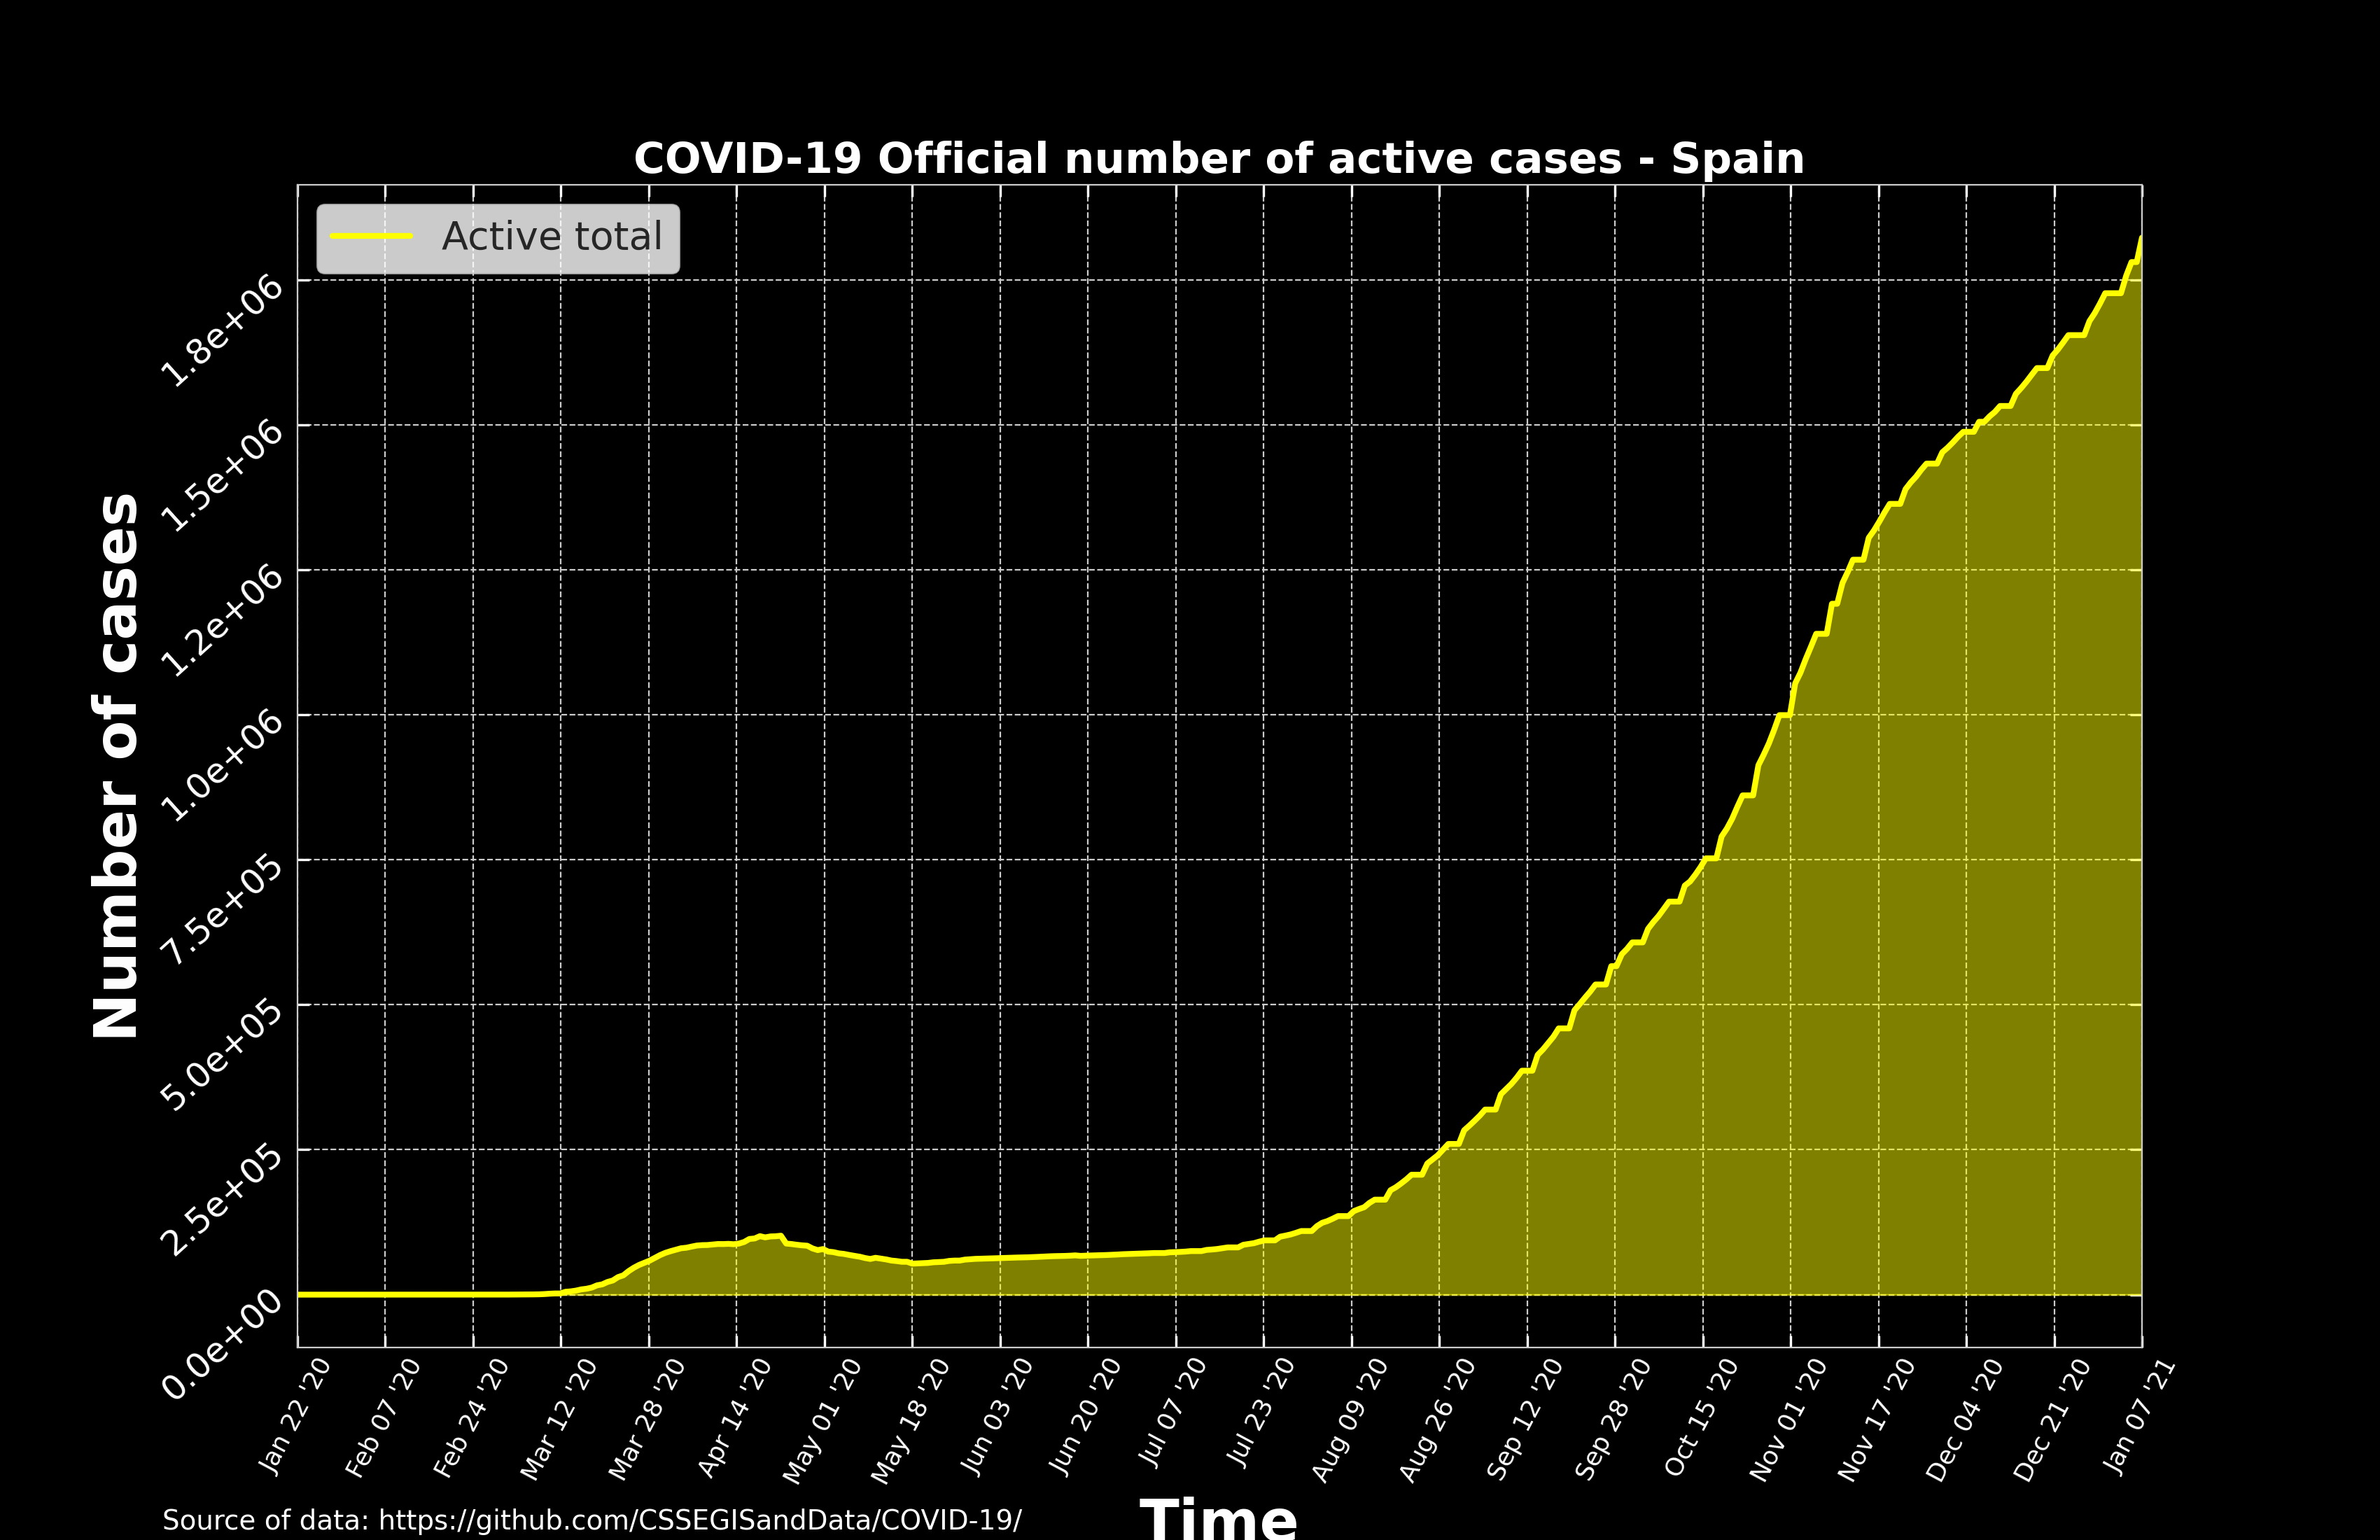 COVID-19 Official number of active cases - Spain
Active total
Number of cases
1.8e+06
1.5e+06
1.2e+06
1.0e+06
7.5e+05
5.0e+05
2.5e+05
0.0e+00
Jan 22 '20
Feb 07 '20
Feb 24 '20
Mar 12 '20
Mar 28 '20
Apr 14 '20
May 01 '20
May 18 '20
Jun 03 '20
Jun 20 '20
Jul 07 '20
Jul 23 '20
Aug 09 '20
Aug 26 '20
Sep 12 '20
Sep 28 '20
Oct 15 '20
Nov 01 '20
Nov 17 '20
Dec 04 '20
Dec 21 '20
Jan 07 '21
Time
Source of data: https://github.com/CSSEGISandData/COVID-19/